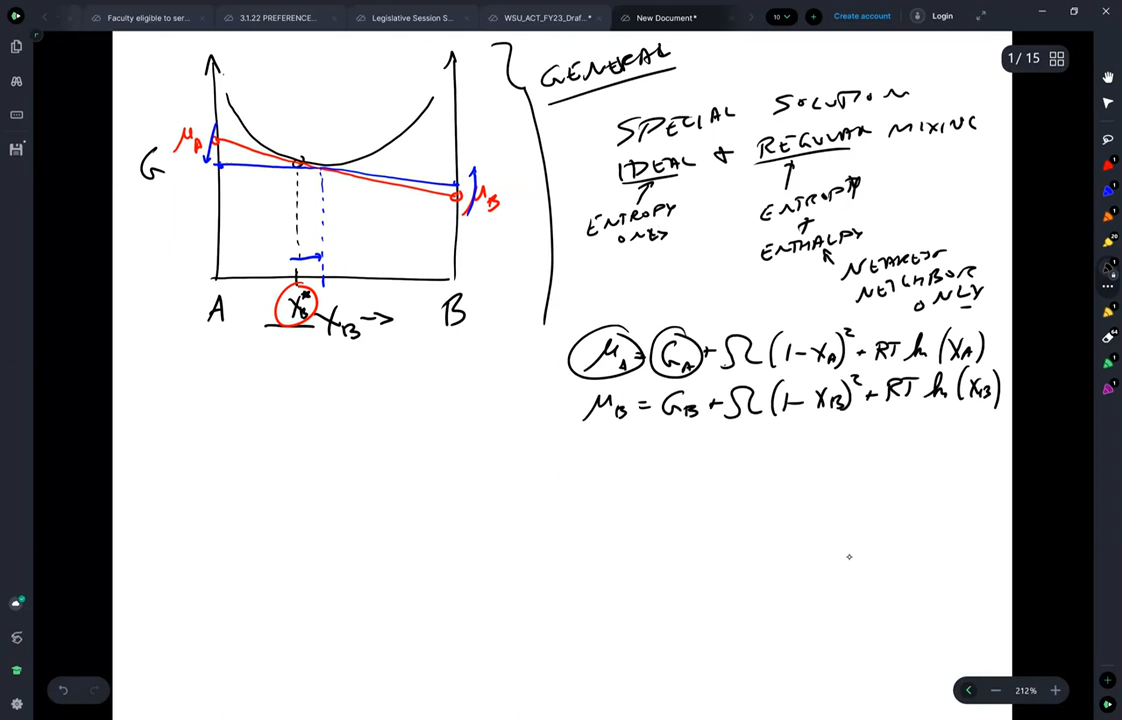 Faculty eligible to ser...
3.1.22 PREFERENCE...
Legislative Session S...
WSU_ACT_FY23_Draf...*
New Document*
10
Create account
Login
1/15
GENERAL
SPECIAL SOLUTION
IDEAL + REGULAR MIXING
ENTROPY
ONLY
ENTROPY
+
ENTHALPY
NEAREST
NEIGHBOR
ONLY
μA
G
μB
A
XB*
XB →
B
μA = GA + Ω (1-XA)² + RT ln (XA)
μB = GB + Ω (1-XB)² + RT ln (XB)
212%